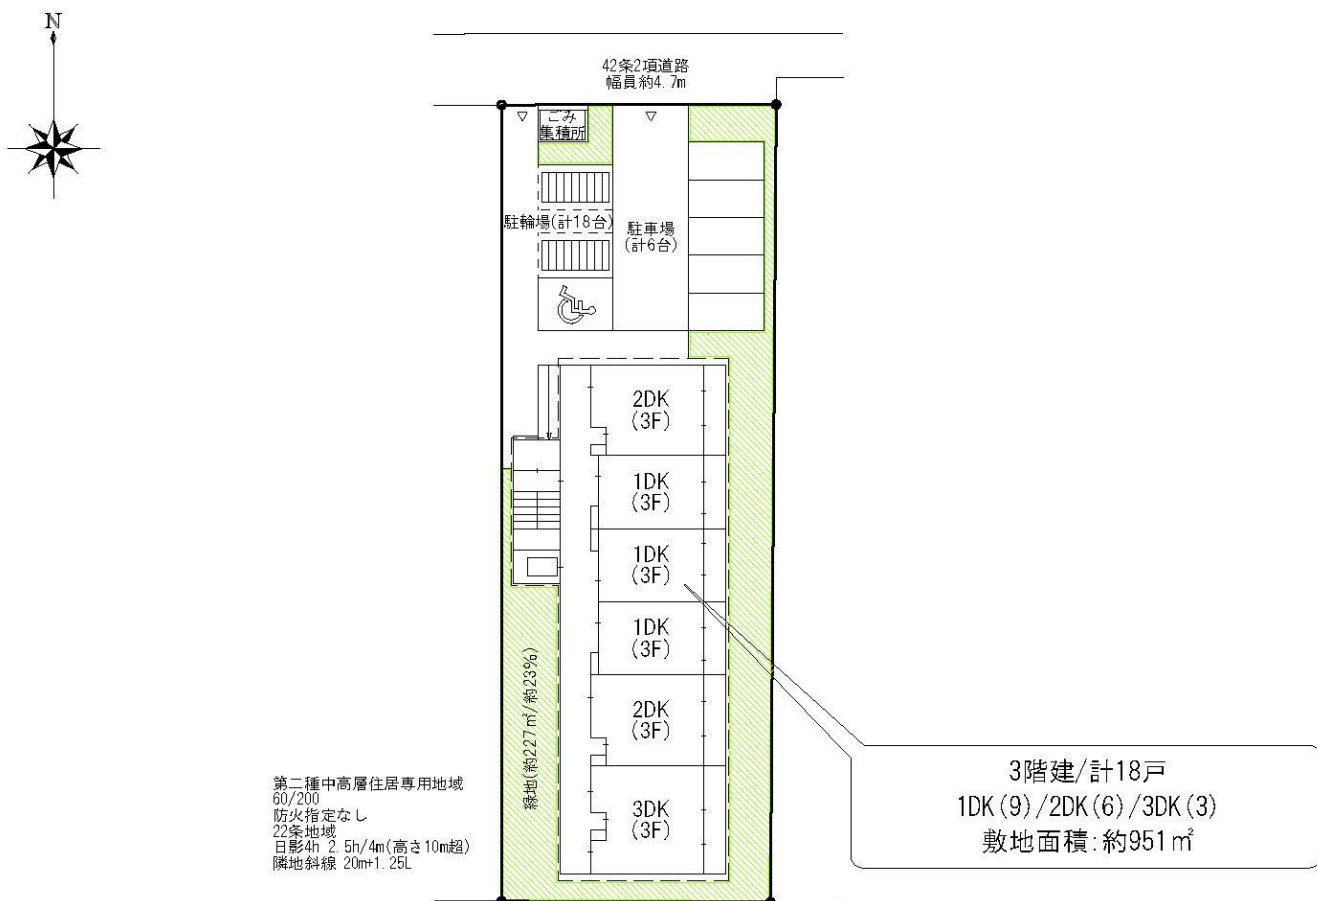 N
42条2項道路
幅員約4.7m
ごみ
集積所
駐輪場(計18台)
駐車場
(計6台)
2DK
(3F)
1DK
(3F)
1DK
(3F)
1DK
(3F)
2DK
(3F)
3DK
(3F)
緑地(約227㎡/約23%)
第二種中高層住居専用地域
60/200
防火指定なし
22条地域
日影4h 2.5h/4m(高さ10m超)
隣地斜線 20m+1.25L
3階建/計18戸
1DK(9)/2DK(6)/3DK(3)
敷地面積:約951㎡